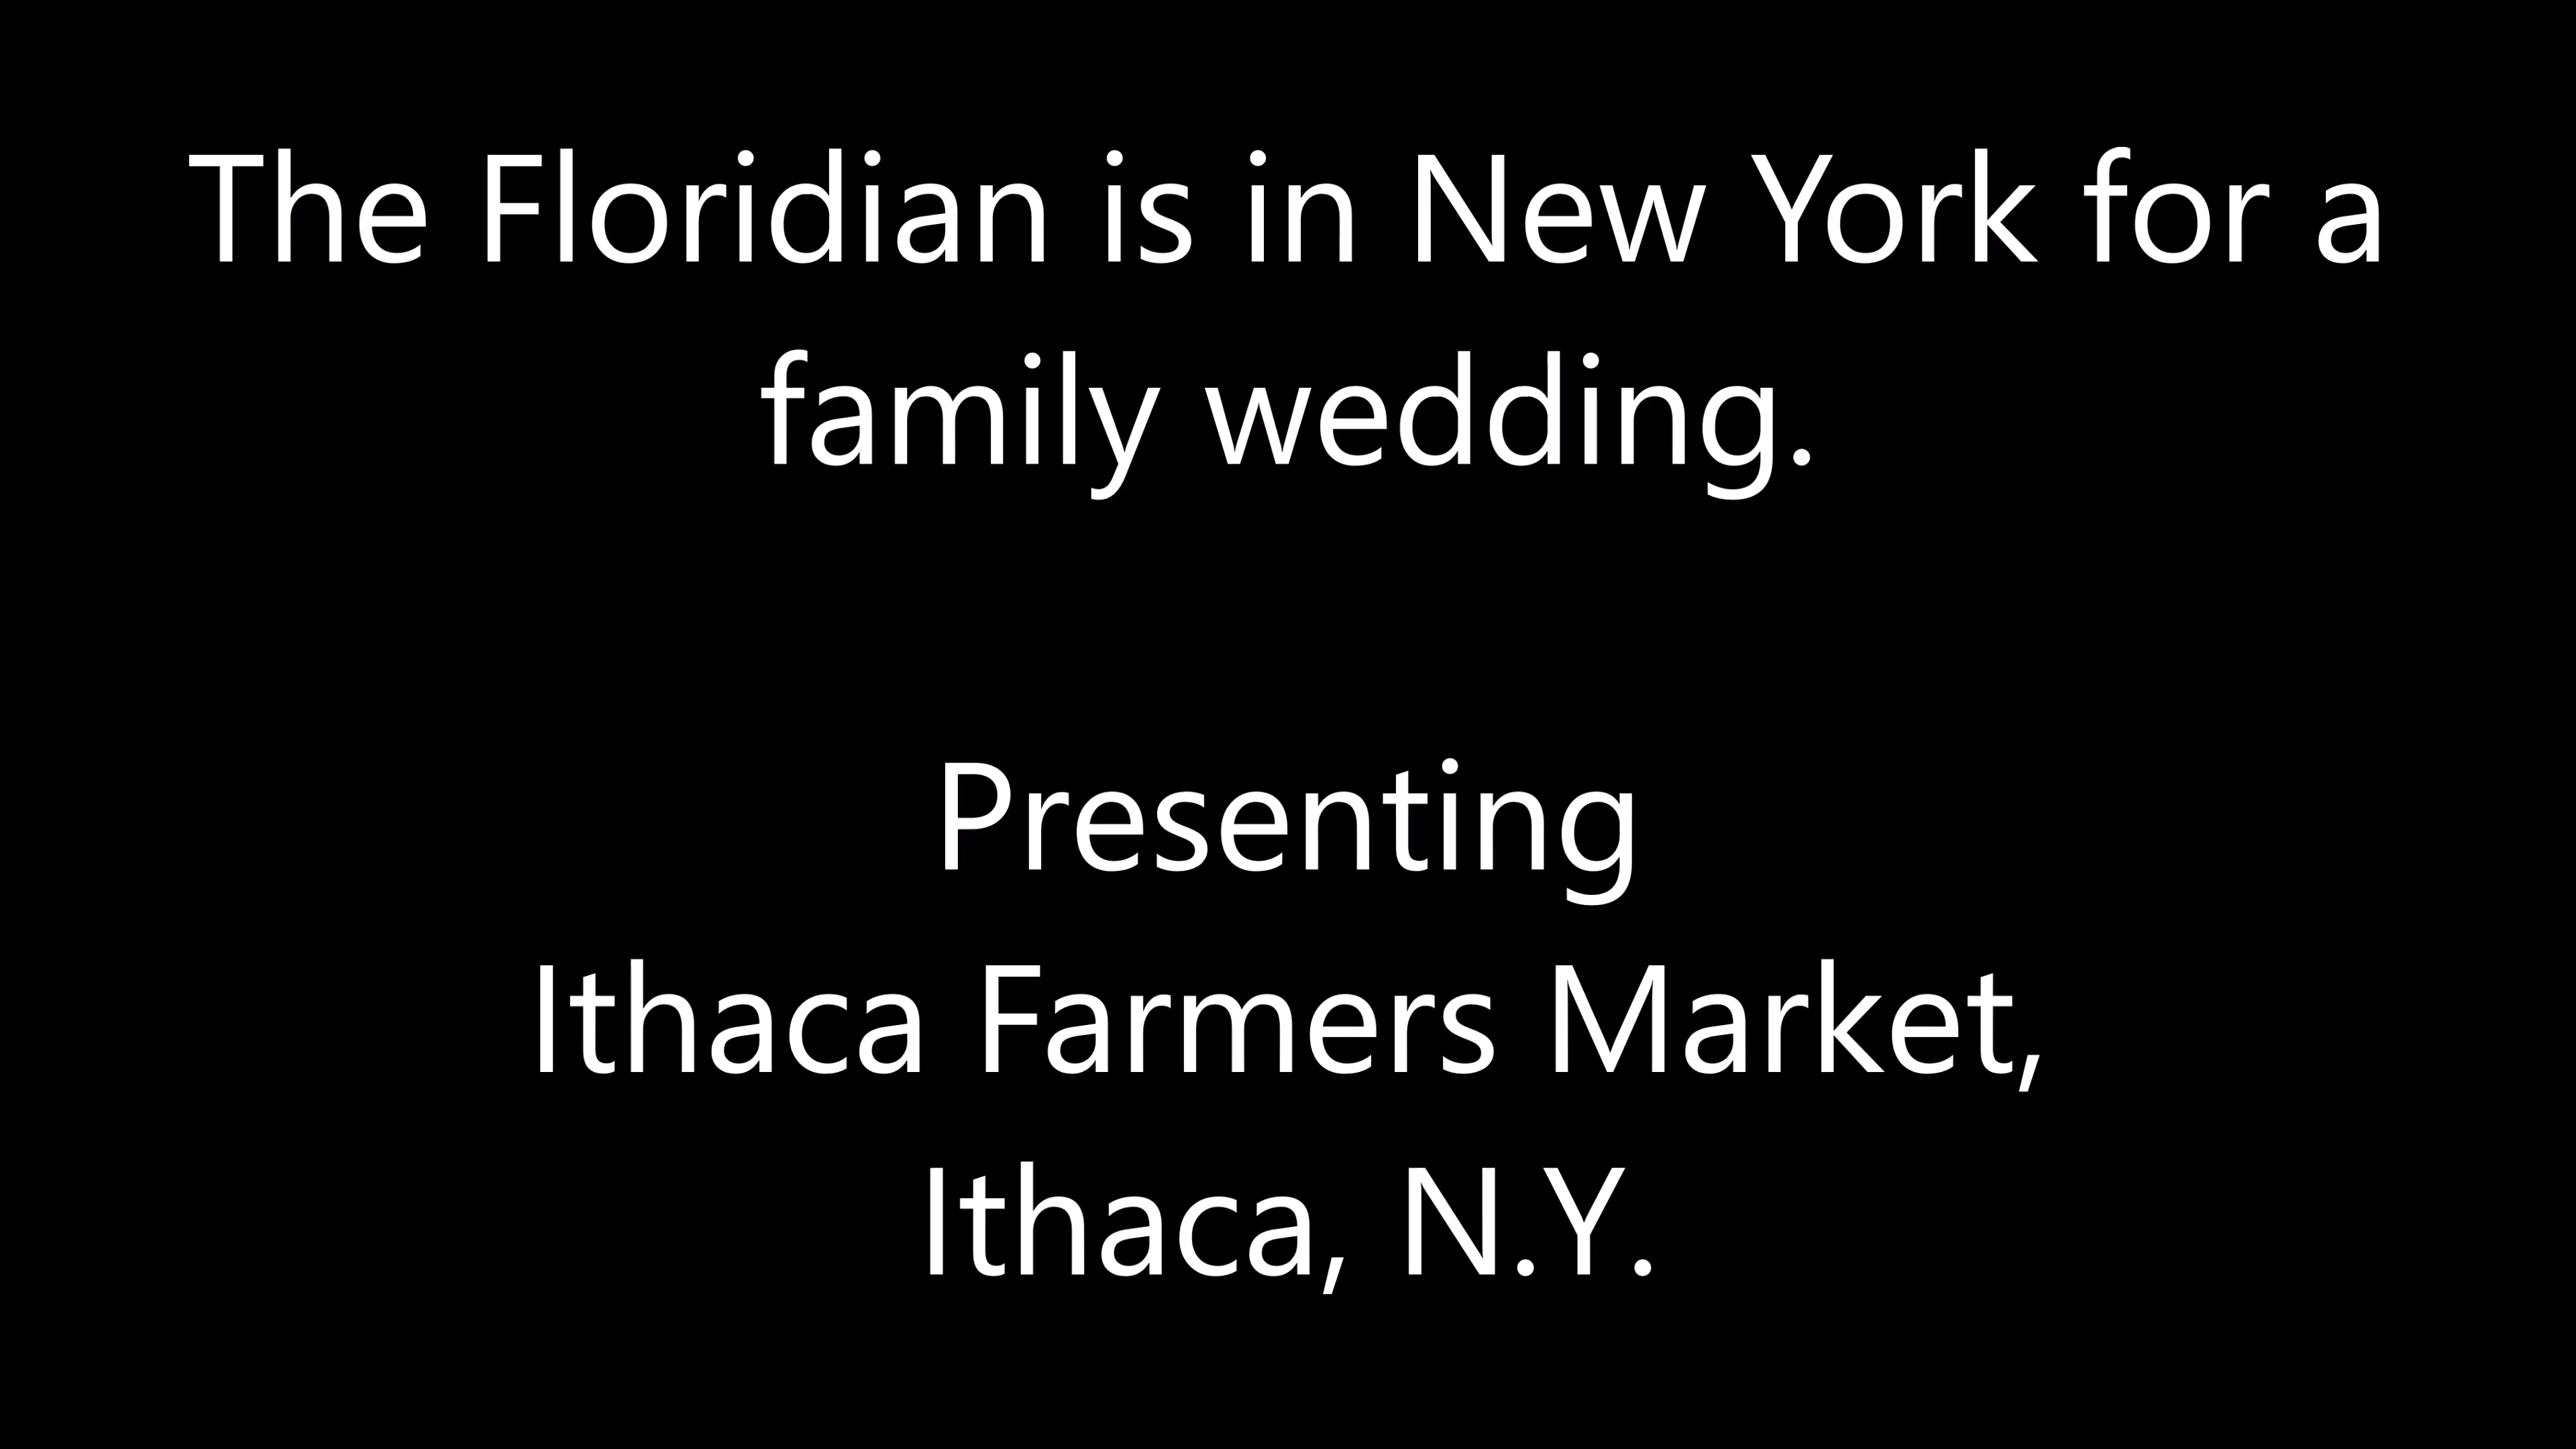 The Floridian is in New York for a
family wedding.
Presenting
Ithaca Farmers Market,
Ithaca, N.Y.